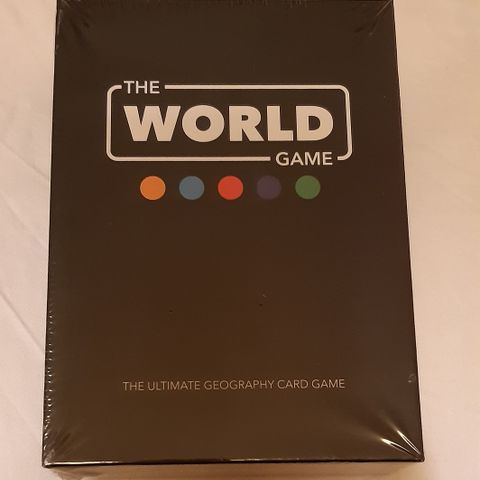 THE
WORLD
GAME
THE ULTIMATE GEOGRAPHY CARD GAME